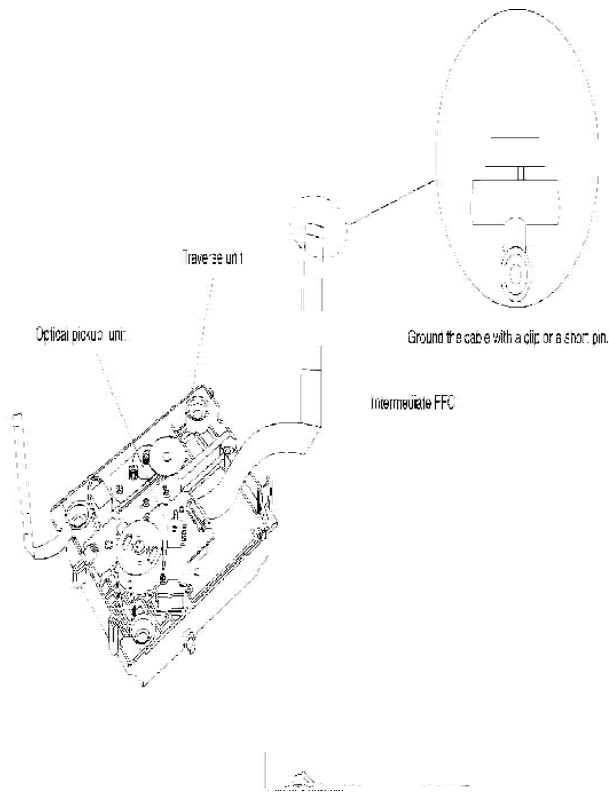 Traverse unit
Optical pickup unit
Ground the cable with a clip or a short pin.
Intermediate FFC